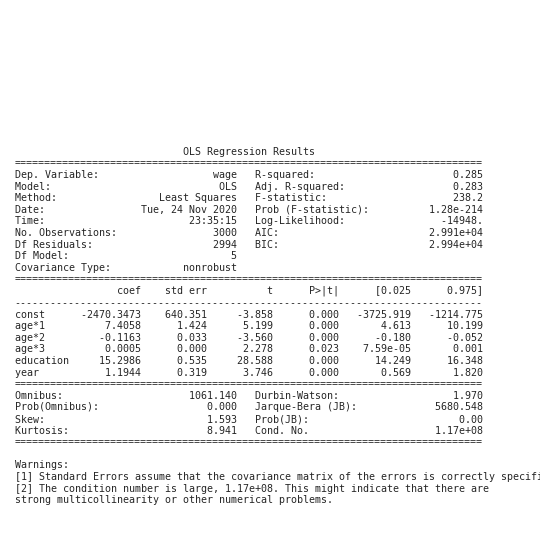 OLS Regression Results
==============================================================================
Dep. Variable:                   wage   R-squared:                       0.285
Model:                            OLS   Adj. R-squared:                  0.283
Method:                 Least Squares   F-statistic:                     238.2
Date:                Tue, 24 Nov 2020   Prob (F-statistic):          1.28e-214
Time:                        23:35:15   Log-Likelihood:                -14948.
No. Observations:                3000   AIC:                         2.991e+04
Df Residuals:                    2994   BIC:                         2.994e+04
Df Model:                           5
Covariance Type:            nonrobust
==============================================================================
                 coef    std err          t      P>|t|      [0.025      0.975]
------------------------------------------------------------------------------
const      -2470.3473    640.351     -3.858      0.000   -3725.919   -1214.775
age*1          7.4058      1.424      5.199      0.000       4.613      10.199
age*2         -0.1163      0.033     -3.560      0.000      -0.180      -0.052
age*3          0.0005      0.000      2.278      0.023    7.59e-05       0.001
education     15.2986      0.535     28.588      0.000      14.249      16.348
year           1.1944      0.319      3.746      0.000       0.569       1.820
==============================================================================
Omnibus:                     1061.140   Durbin-Watson:                   1.970
Prob(Omnibus):                  0.000   Jarque-Bera (JB):             5680.548
Skew:                           1.593   Prob(JB):                         0.00
Kurtosis:                       8.941   Cond. No.                     1.17e+08
==============================================================================
Warnings:
[1] Standard Errors assume that the covariance matrix of the errors is correctly specifi
[2] The condition number is large, 1.17e+08. This might indicate that there are
strong multicollinearity or other numerical problems.